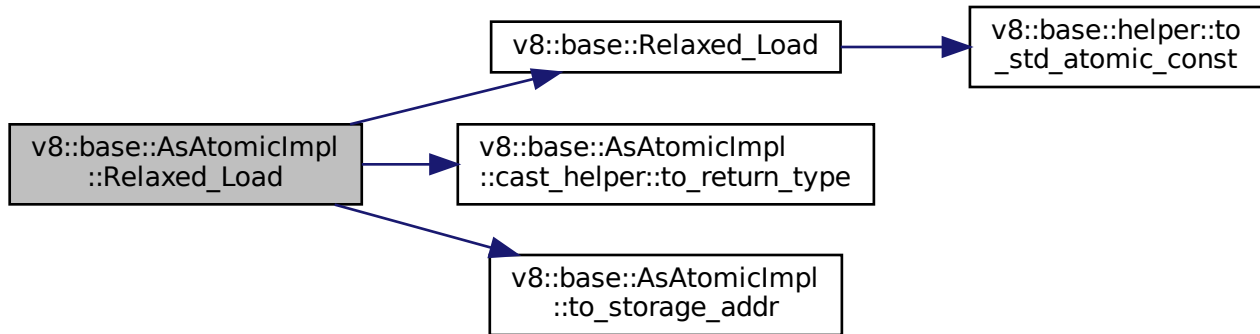 v8::base::Relaxed_Load
v8::base::helper::to
_std_atomic_const
v8::base::AsAtomicImpl
::Relaxed_Load
v8::base::AsAtomicImpl
::cast_helper::to_return_type
v8::base::AsAtomicImpl
::to_storage_addr